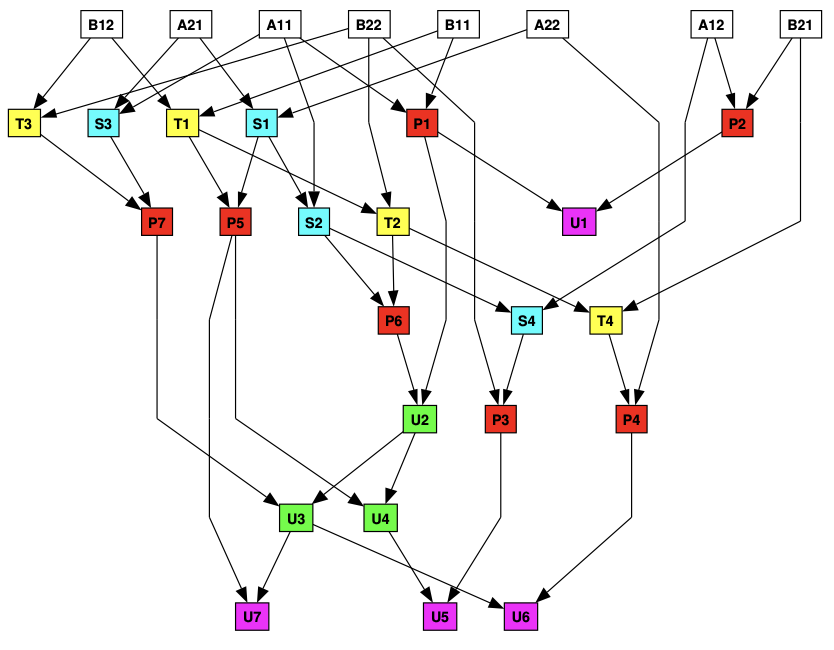 B12 A21 A11 B22 B11 A22 A12 B21
T3 S3 T1 S1 P1 P2
P7 P5 S2 T2 U1
P6 S4 T4
U2 P3 P4
U3 U4
U7 U5 U6